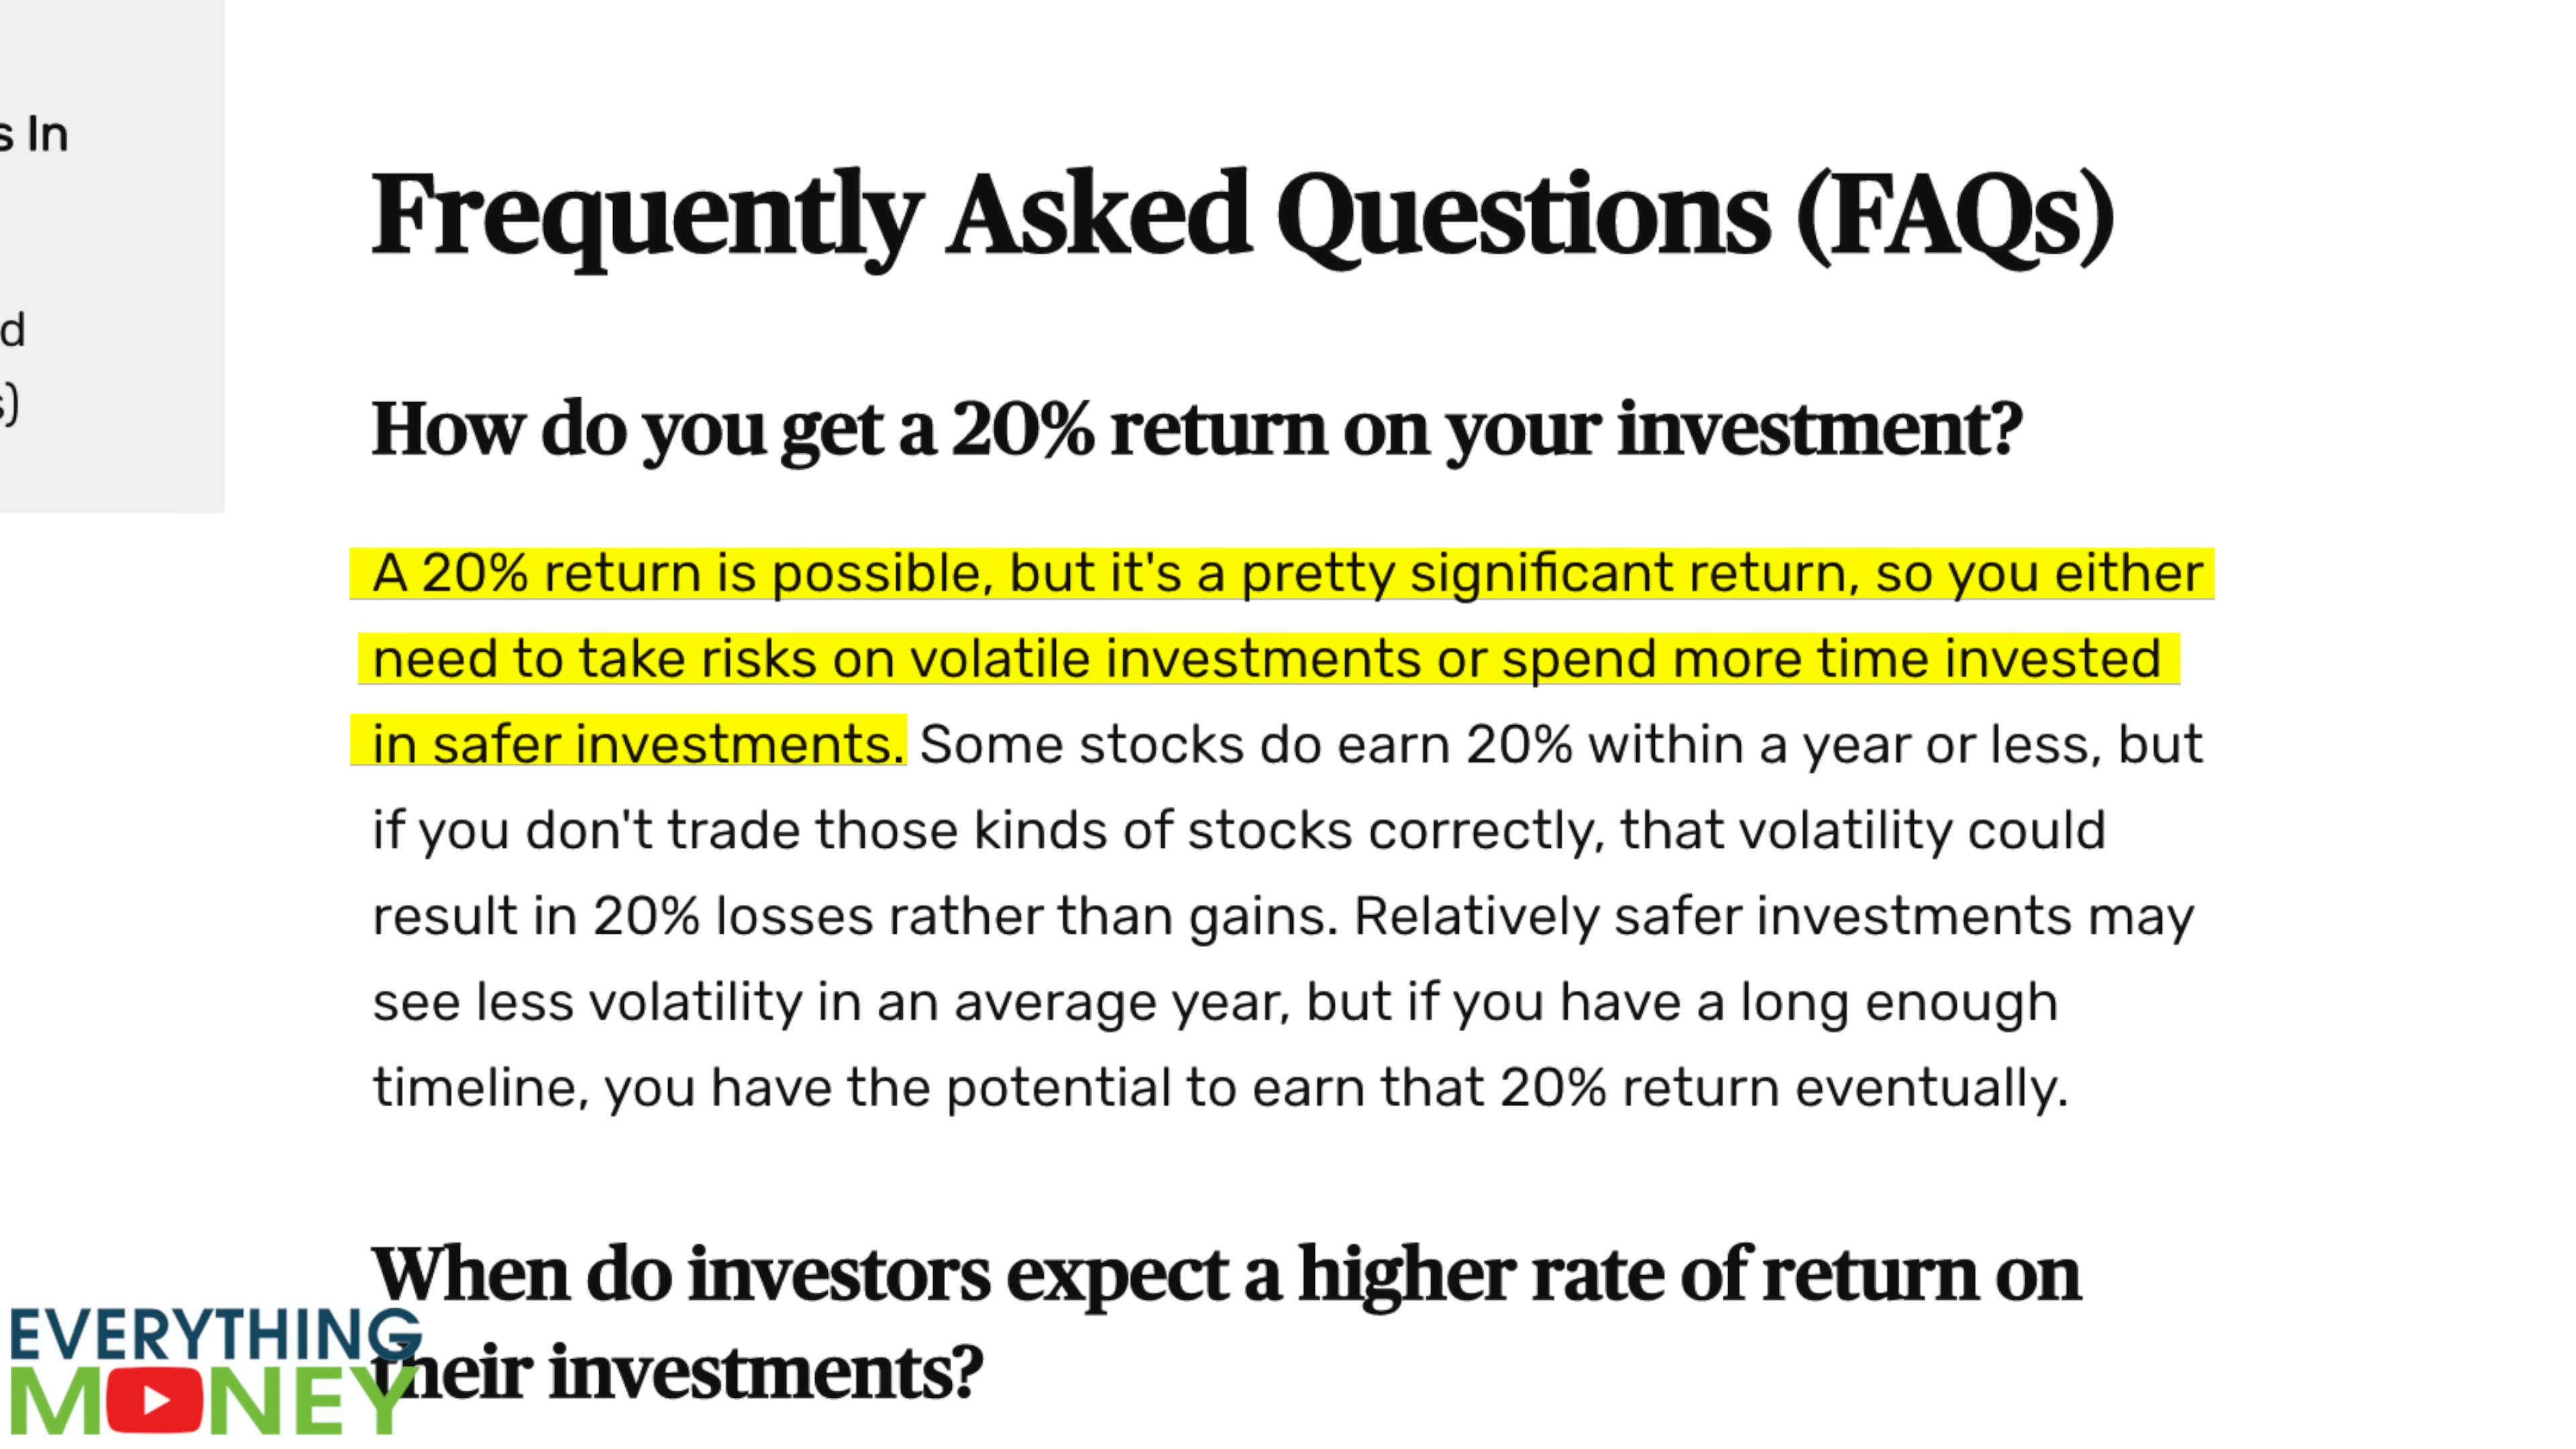 s In
d
s)
Frequently Asked Questions (FAQs)
How do you get a 20% return on your investment?
A 20% return is possible, but it's a pretty significant return, so you either
need to take risks on volatile investments or spend more time invested
in safer investments. Some stocks do earn 20% within a year or less, but
if you don't trade those kinds of stocks correctly, that volatility could
result in 20% losses rather than gains. Relatively safer investments may
see less volatility in an average year, but if you have a long enough
timeline, you have the potential to earn that 20% return eventually.
When do investors expect a higher rate of return on
their investments?
EVERYTHING
MONEY